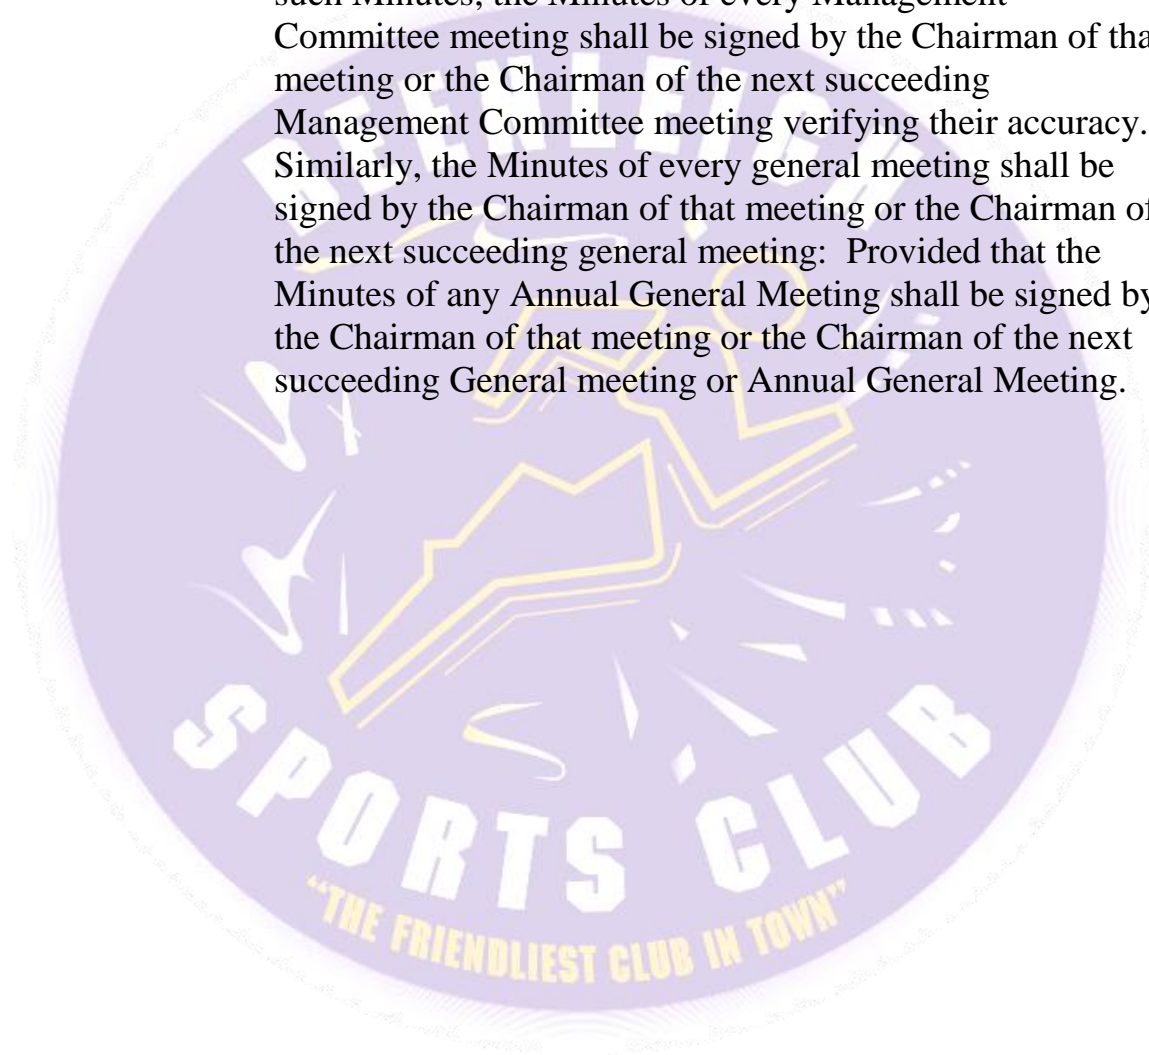 such Minutes, the Minutes of every Management
Committee meeting shall be signed by the Chairman of tha
meeting or the Chairman of the next succeeding
Management Committee meeting verifying their accuracy.
Similarly, the Minutes of every general meeting shall be
signed by the Chairman of that meeting or the Chairman of
the next succeeding general meeting:  Provided that the
Minutes of any Annual General Meeting shall be signed by
the Chairman of that meeting or the Chairman of the next
succeeding General meeting or Annual General Meeting.
BEENLEIGH
SPORTS CLUB
"THE FRIENDLIEST CLUB IN TOWN"